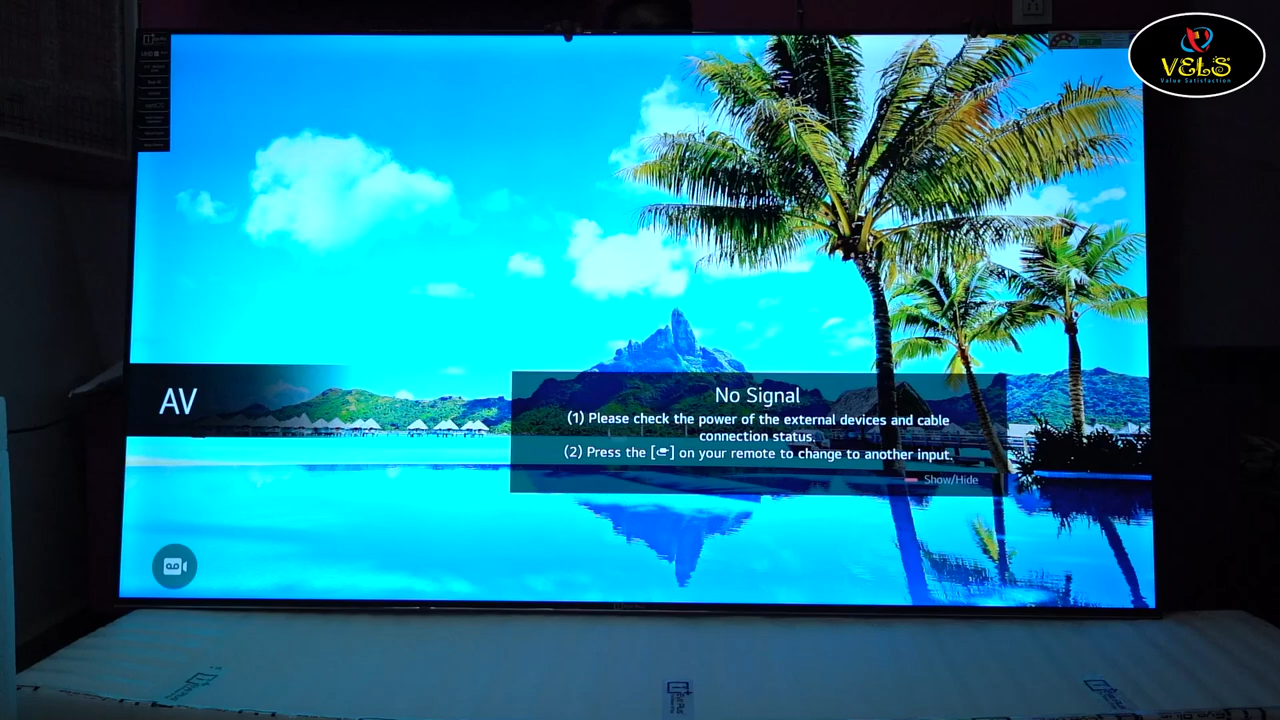 VELS
Value Satisfaction
AV
No Signal
(1) Please check the power of the external devices and cable
connection status.
(2) Press the [ ] on your remote to change to another input.
Show/Hide